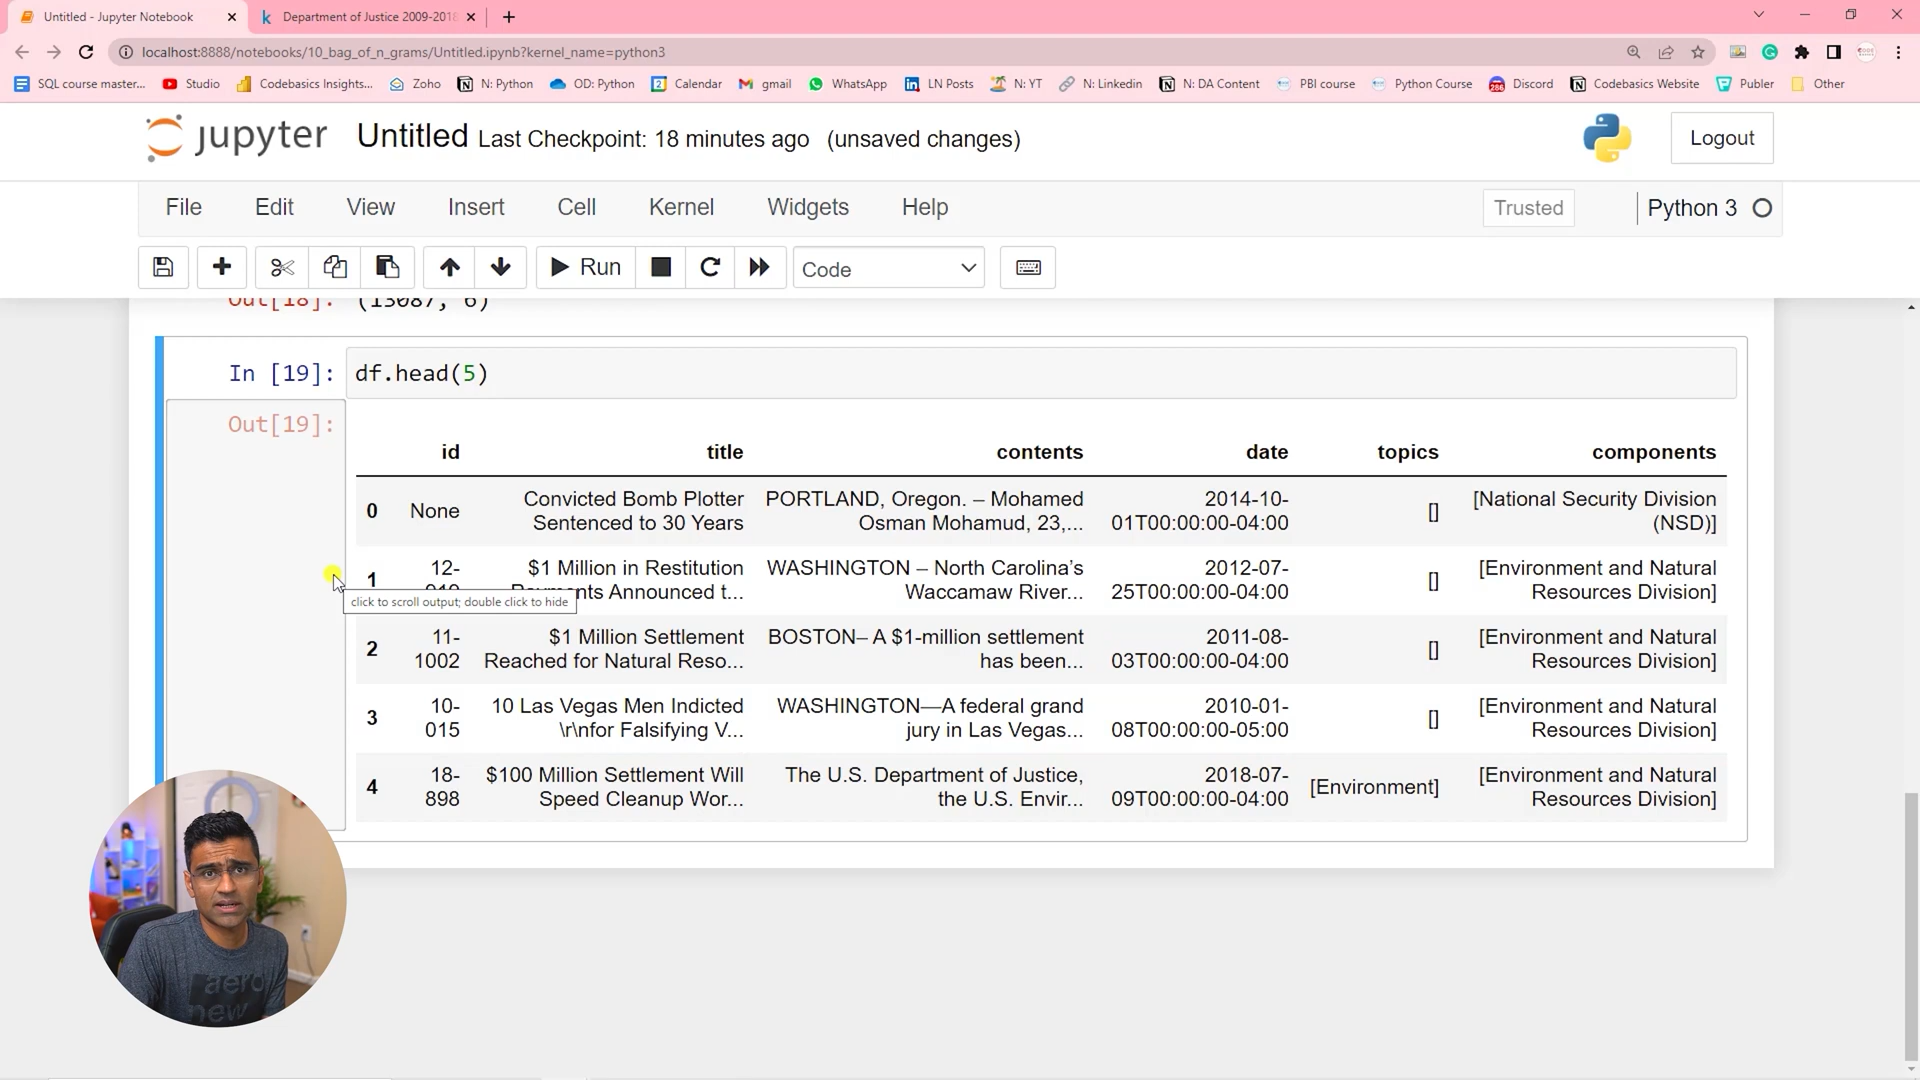 Untitled - Jupyter Notebook
Department of Justice 2009-2018
localhost:8888/notebooks/10_bag_of_n_grams/Untitled.ipynb?kernel_name=python3
SQL course master... Studio Codebasics Insights... Zoho N: Python OD: Python Calendar gmail WhatsApp LN Posts N: YT N: Linkedin N: DA Content PBI course Python Course Discord Codebasics Website Publer Other
jupyter Untitled Last Checkpoint: 18 minutes ago (unsaved changes) Logout
File Edit View Insert Cell Kernel Widgets Help Trusted Python 3
Run Code
Out[18]: (13087, 6)
In [19]: df.head(5)
Out[19]:
id title contents date topics components
0 None Convicted Bomb Plotter Sentenced to 30 Years PORTLAND, Oregon. – Mohamed Osman Mohamud, 23,... 2014-10-01T00:00:00-04:00 [] [National Security Division (NSD)]
1 12- $1 Million in Restitution Payments Announced t... WASHINGTON – North Carolina's Waccamaw River... 2012-07-25T00:00:00-04:00 [] [Environment and Natural Resources Division]
click to scroll output; double click to hide
2 11-1002 $1 Million Settlement Reached for Natural Reso... BOSTON– A $1-million settlement has been... 2011-08-03T00:00:00-04:00 [] [Environment and Natural Resources Division]
3 10-015 10 Las Vegas Men Indicted \r\nfor Falsifying V... WASHINGTON—A federal grand jury in Las Vegas... 2010-01-08T00:00:00-05:00 [] [Environment and Natural Resources Division]
4 18-898 $100 Million Settlement Will Speed Cleanup Wor... The U.S. Department of Justice, the U.S. Envir... 2018-07-09T00:00:00-04:00 [Environment] [Environment and Natural Resources Division]
aero
new